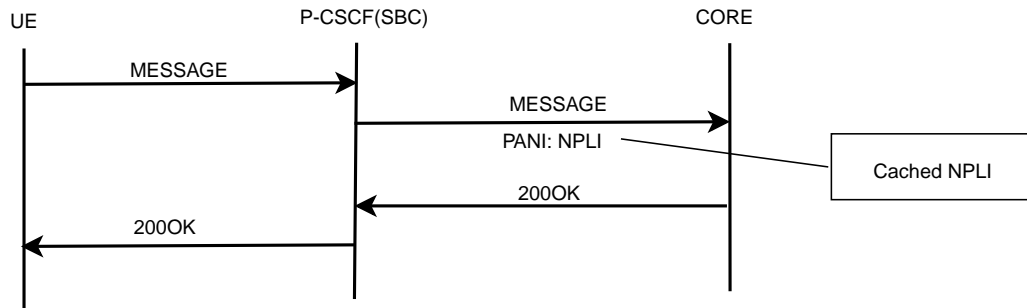 UE
P-CSCF(SBC)
CORE
MESSAGE
MESSAGE
PANI: NPLI
Cached NPLI
200OK
200OK